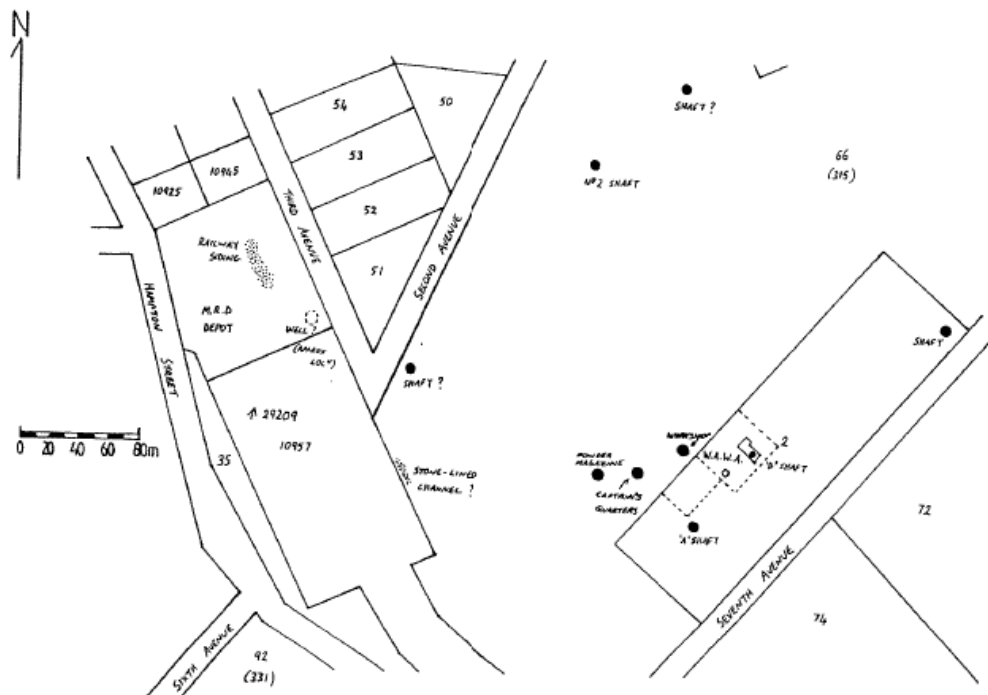 N
54
50
53
52
51
10925
10945
THIRD AVENUE
SECOND AVENUE
RAILWAY
SIDING
M.R.D
DEPOT
WELL
HAMPTON
STREET
SHAFT ?
29209
10957
35
STONE-LINED
CHANNEL ?
0 20 40 60 80m
SIXTH AVENUE
92
(331)
SHAFT ?
Nº2 SHAFT
66
(315)
SHAFT
WORKSHOP
W.A.W.A.
2
'B' SHAFT
POWDER
MAGAZINE
CAPTAIN'S
QUARTERS
'A' SHAFT
SEVENTH AVENUE
72
74